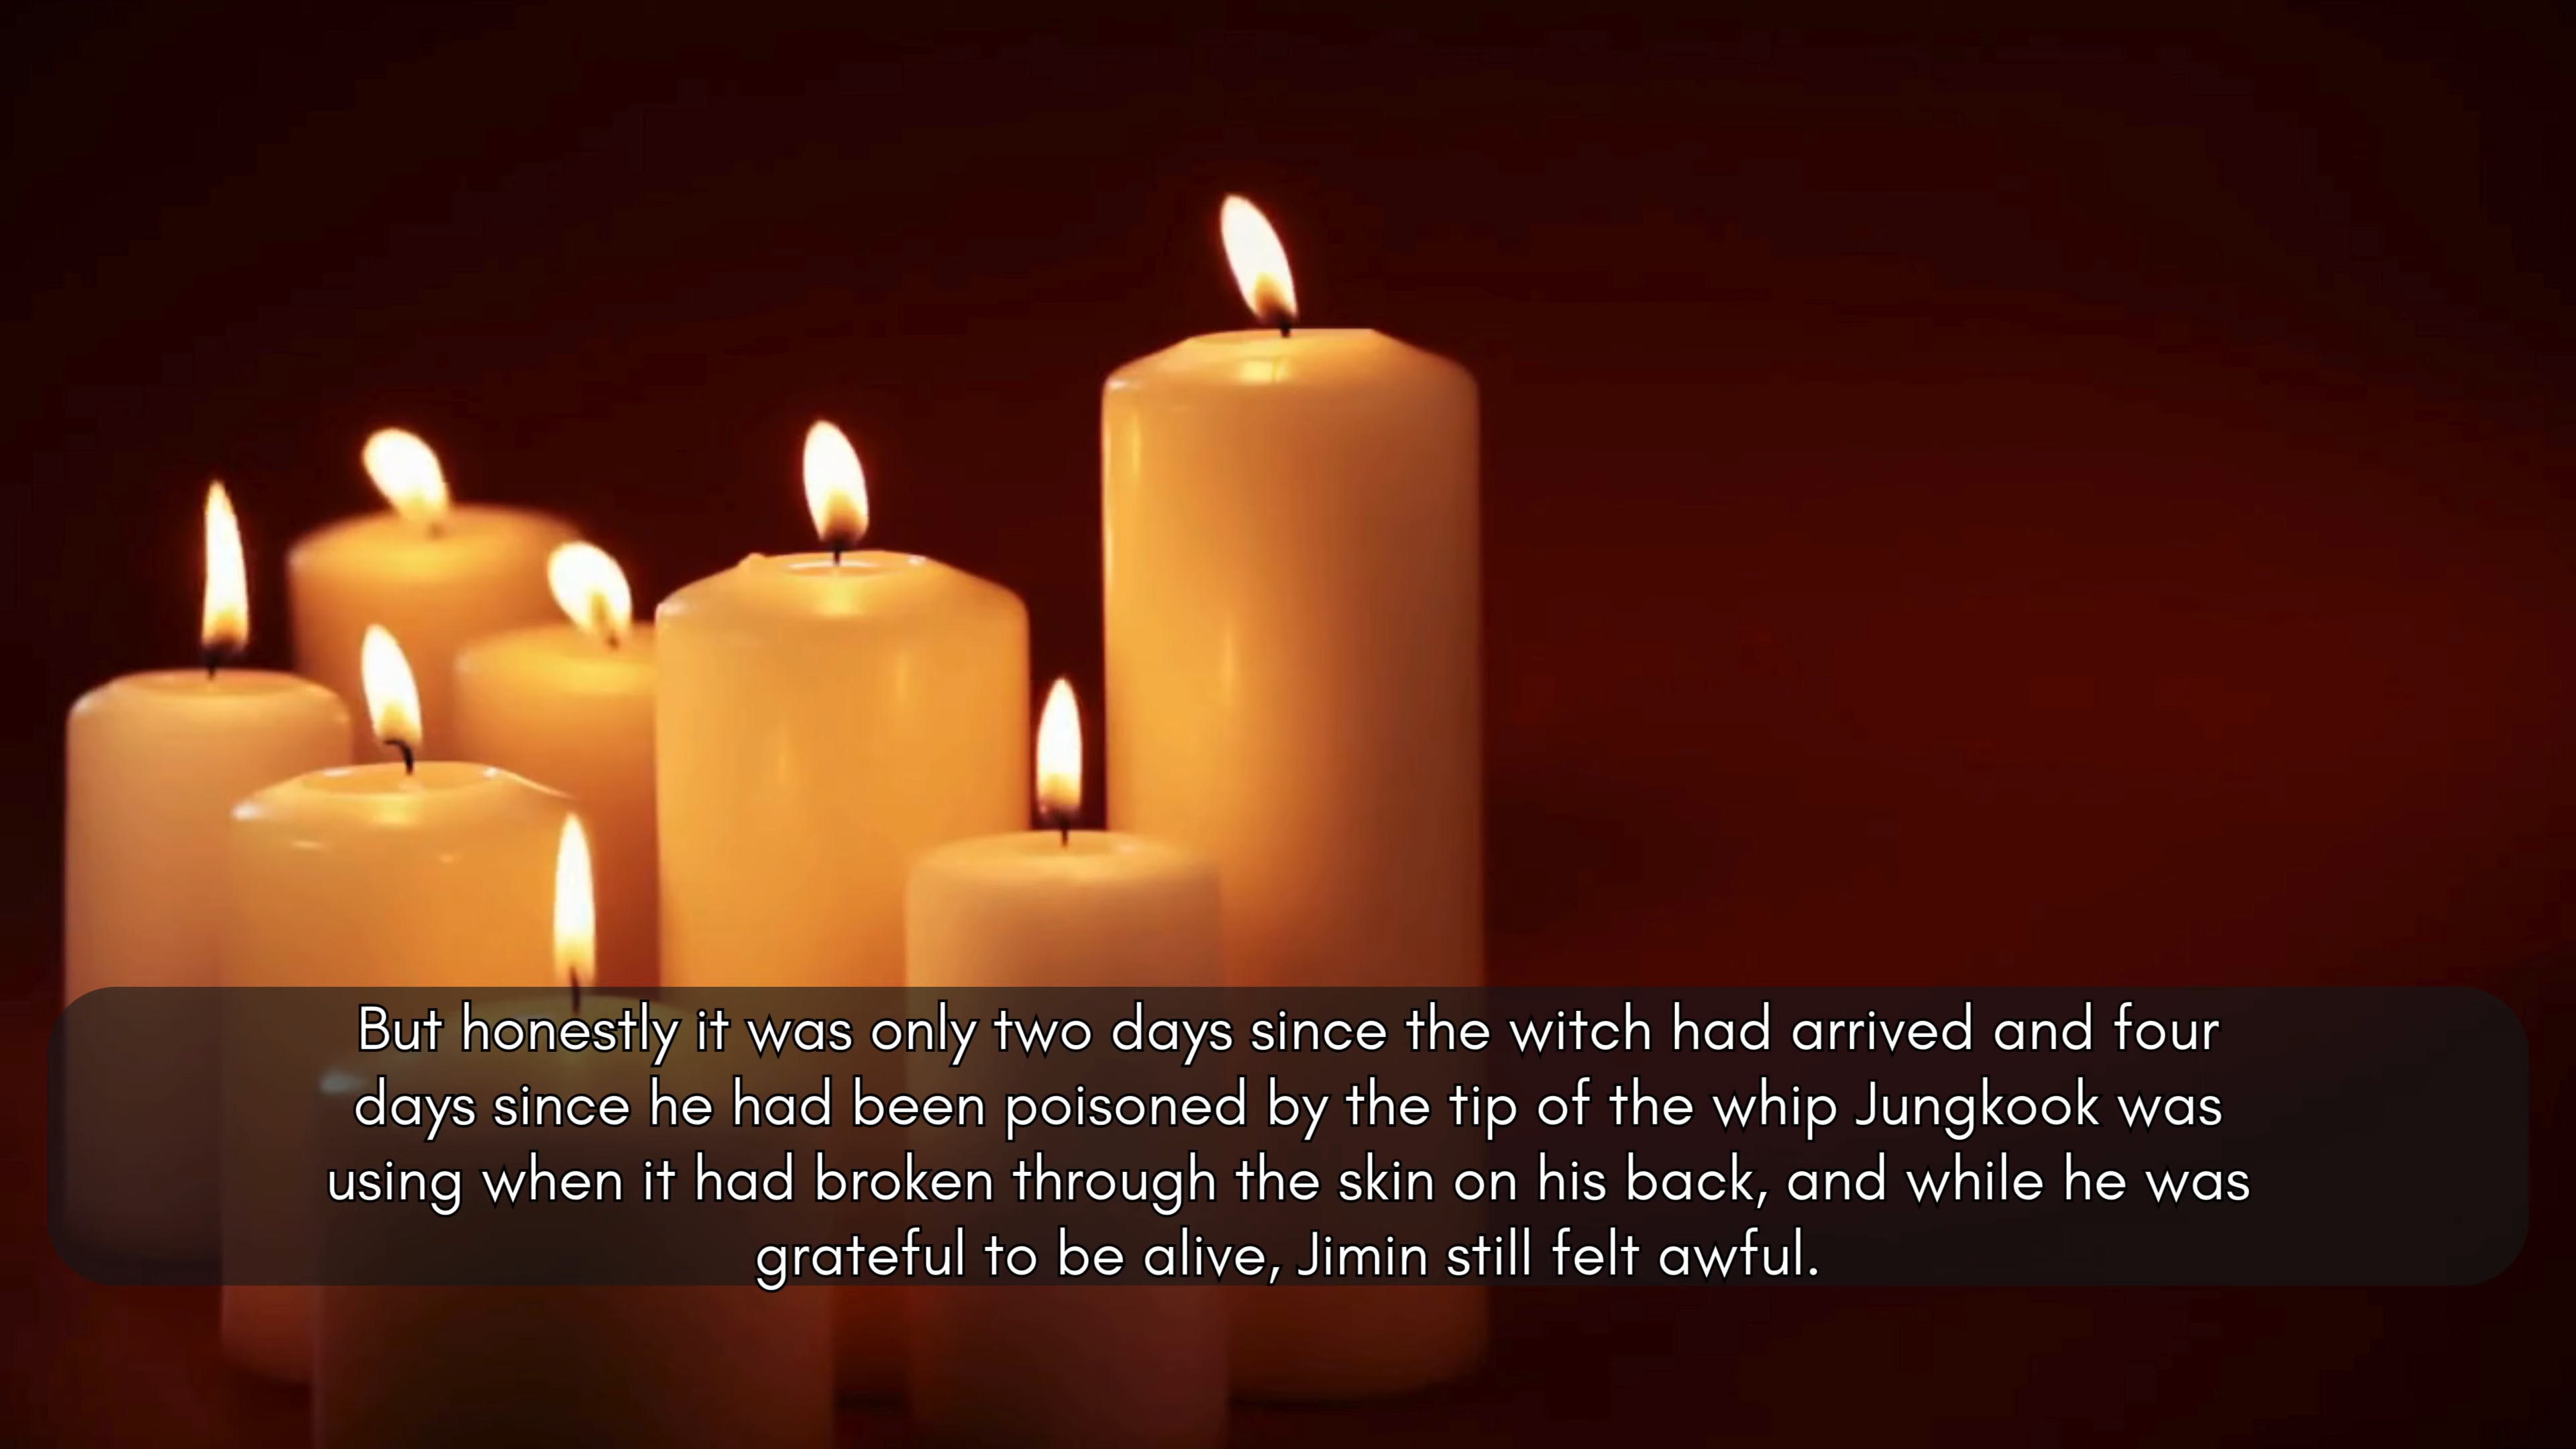 But honestly it was only two days since the witch had arrived and four
days since he had been poisoned by the tip of the whip Jungkook was
using when it had broken through the skin on his back, and while he was
grateful to be alive, Jimin still felt awful.